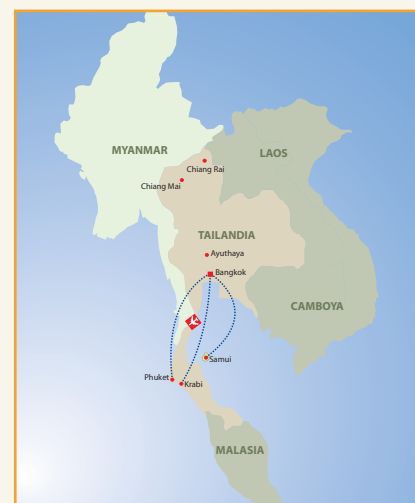 MYANMAR
LAOS
Chiang Rai
Chiang Mai
TAILANDIA
Ayuthaya
Bangkok
CAMBOYA
Samui
Phuket
Krabi
MALASIA